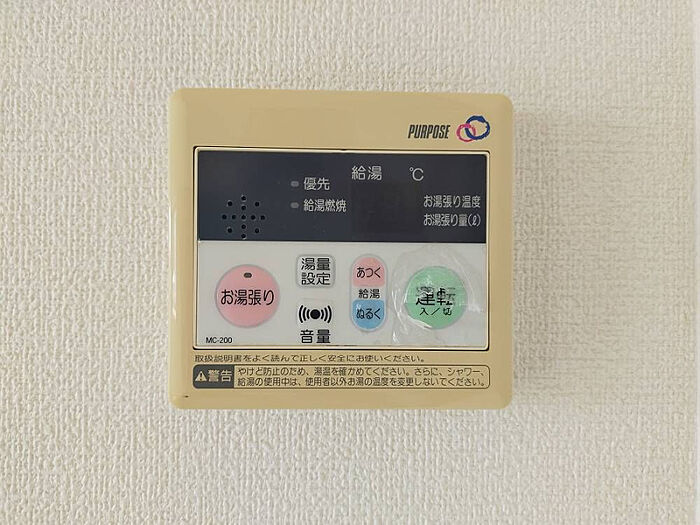 PURPOSE
給湯 ℃
優先
給湯燃焼
お湯張り温度
お湯張り量(ℓ)
お湯張り
湯量
設定
音量
あつく
給湯
ぬるく
運転
入/切
MC-200
取扱説明書をよく読んで正しく安全にお使いください。
警告
やけど防止のため、湯温を確かめてください。さらに、シャワー、
給湯の使用中は、使用者以外お湯の温度を変更しないでください。